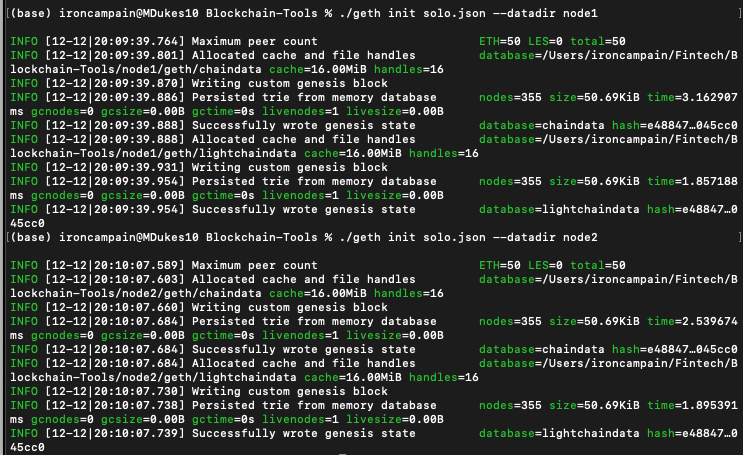 [(base) ironcampain@MDukes10 Blockchain-Tools % ./geth init solo.json --datadir node1 ]
INFO [12-12|20:09:39.764] Maximum peer count ETH=50 LES=0 total=50
INFO [12-12|20:09:39.801] Allocated cache and file handles database=/Users/ironcampain/Fintech/B
lockchain-Tools/node1/geth/chaindata cache=16.00MiB handles=16
INFO [12-12|20:09:39.870] Writing custom genesis block
INFO [12-12|20:09:39.886] Persisted trie from memory database nodes=355 size=50.69KiB time=3.162907
ms gcnodes=0 gcsize=0.00B gctime=0s livenodes=1 livesize=0.00B
INFO [12-12|20:09:39.888] Successfully wrote genesis state database=chaindata hash=e48847…045cc0
INFO [12-12|20:09:39.888] Allocated cache and file handles database=/Users/ironcampain/Fintech/B
lockchain-Tools/node1/geth/lightchaindata cache=16.00MiB handles=16
INFO [12-12|20:09:39.931] Writing custom genesis block
INFO [12-12|20:09:39.954] Persisted trie from memory database nodes=355 size=50.69KiB time=1.857188
ms gcnodes=0 gcsize=0.00B gctime=0s livenodes=1 livesize=0.00B
INFO [12-12|20:09:39.954] Successfully wrote genesis state database=lightchaindata hash=e48847…0
45cc0
[(base) ironcampain@MDukes10 Blockchain-Tools % ./geth init solo.json --datadir node2 ]
INFO [12-12|20:10:07.589] Maximum peer count ETH=50 LES=0 total=50
INFO [12-12|20:10:07.603] Allocated cache and file handles database=/Users/ironcampain/Fintech/B
lockchain-Tools/node2/geth/chaindata cache=16.00MiB handles=16
INFO [12-12|20:10:07.660] Writing custom genesis block
INFO [12-12|20:10:07.684] Persisted trie from memory database nodes=355 size=50.69KiB time=2.539674
ms gcnodes=0 gcsize=0.00B gctime=0s livenodes=1 livesize=0.00B
INFO [12-12|20:10:07.684] Successfully wrote genesis state database=chaindata hash=e48847…045cc0
INFO [12-12|20:10:07.684] Allocated cache and file handles database=/Users/ironcampain/Fintech/B
lockchain-Tools/node2/geth/lightchaindata cache=16.00MiB handles=16
INFO [12-12|20:10:07.730] Writing custom genesis block
INFO [12-12|20:10:07.738] Persisted trie from memory database nodes=355 size=50.69KiB time=1.895391
ms gcnodes=0 gcsize=0.00B gctime=0s livenodes=1 livesize=0.00B
INFO [12-12|20:10:07.739] Successfully wrote genesis state database=lightchaindata hash=e48847…0
45cc0